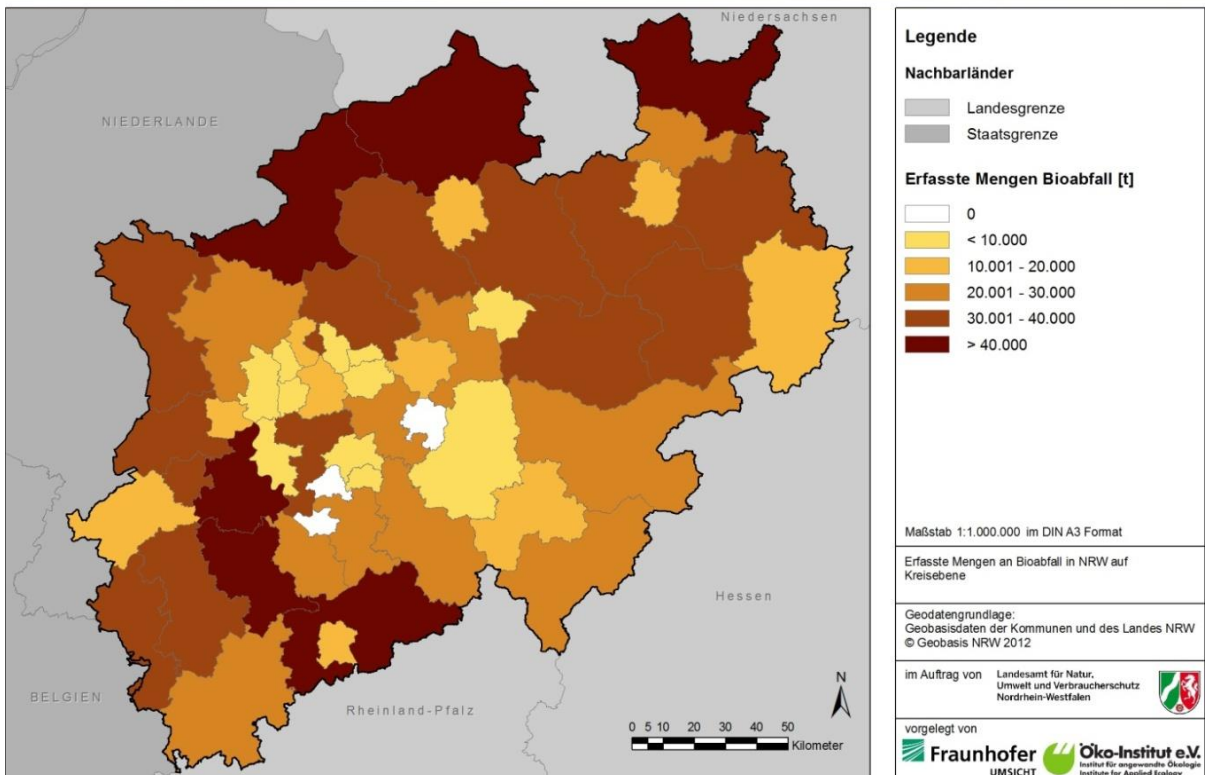 Niedersachsen
NIEDERLANDE
BELGIEN
Hessen
Rheinland-Pfalz
N
0 5 10 20 30 40 50
Kilometer
Legende
Nachbarländer
Landesgrenze
Staatsgrenze
Erfasste Mengen Bioabfall [t]
0
< 10.000
10.001 - 20.000
20.001 - 30.000
30.001 - 40.000
> 40.000
Maßstab 1:1.000.000 im DIN A3 Format
Erfasste Mengen an Bioabfall in NRW auf
Kreisebene
Geodatengrundlage:
Geobasisdaten der Kommunen und des Landes NRW
© Geobasis NRW 2012
im Auftrag von
Landesamt für Natur,
Umwelt und Verbraucherschutz
Nordrhein-Westfalen
vorgelegt von
Fraunhofer
UMSICHT
Öko-Institut e.V.
Institut für angewandte Ökologie
Institute for Applied Ecology